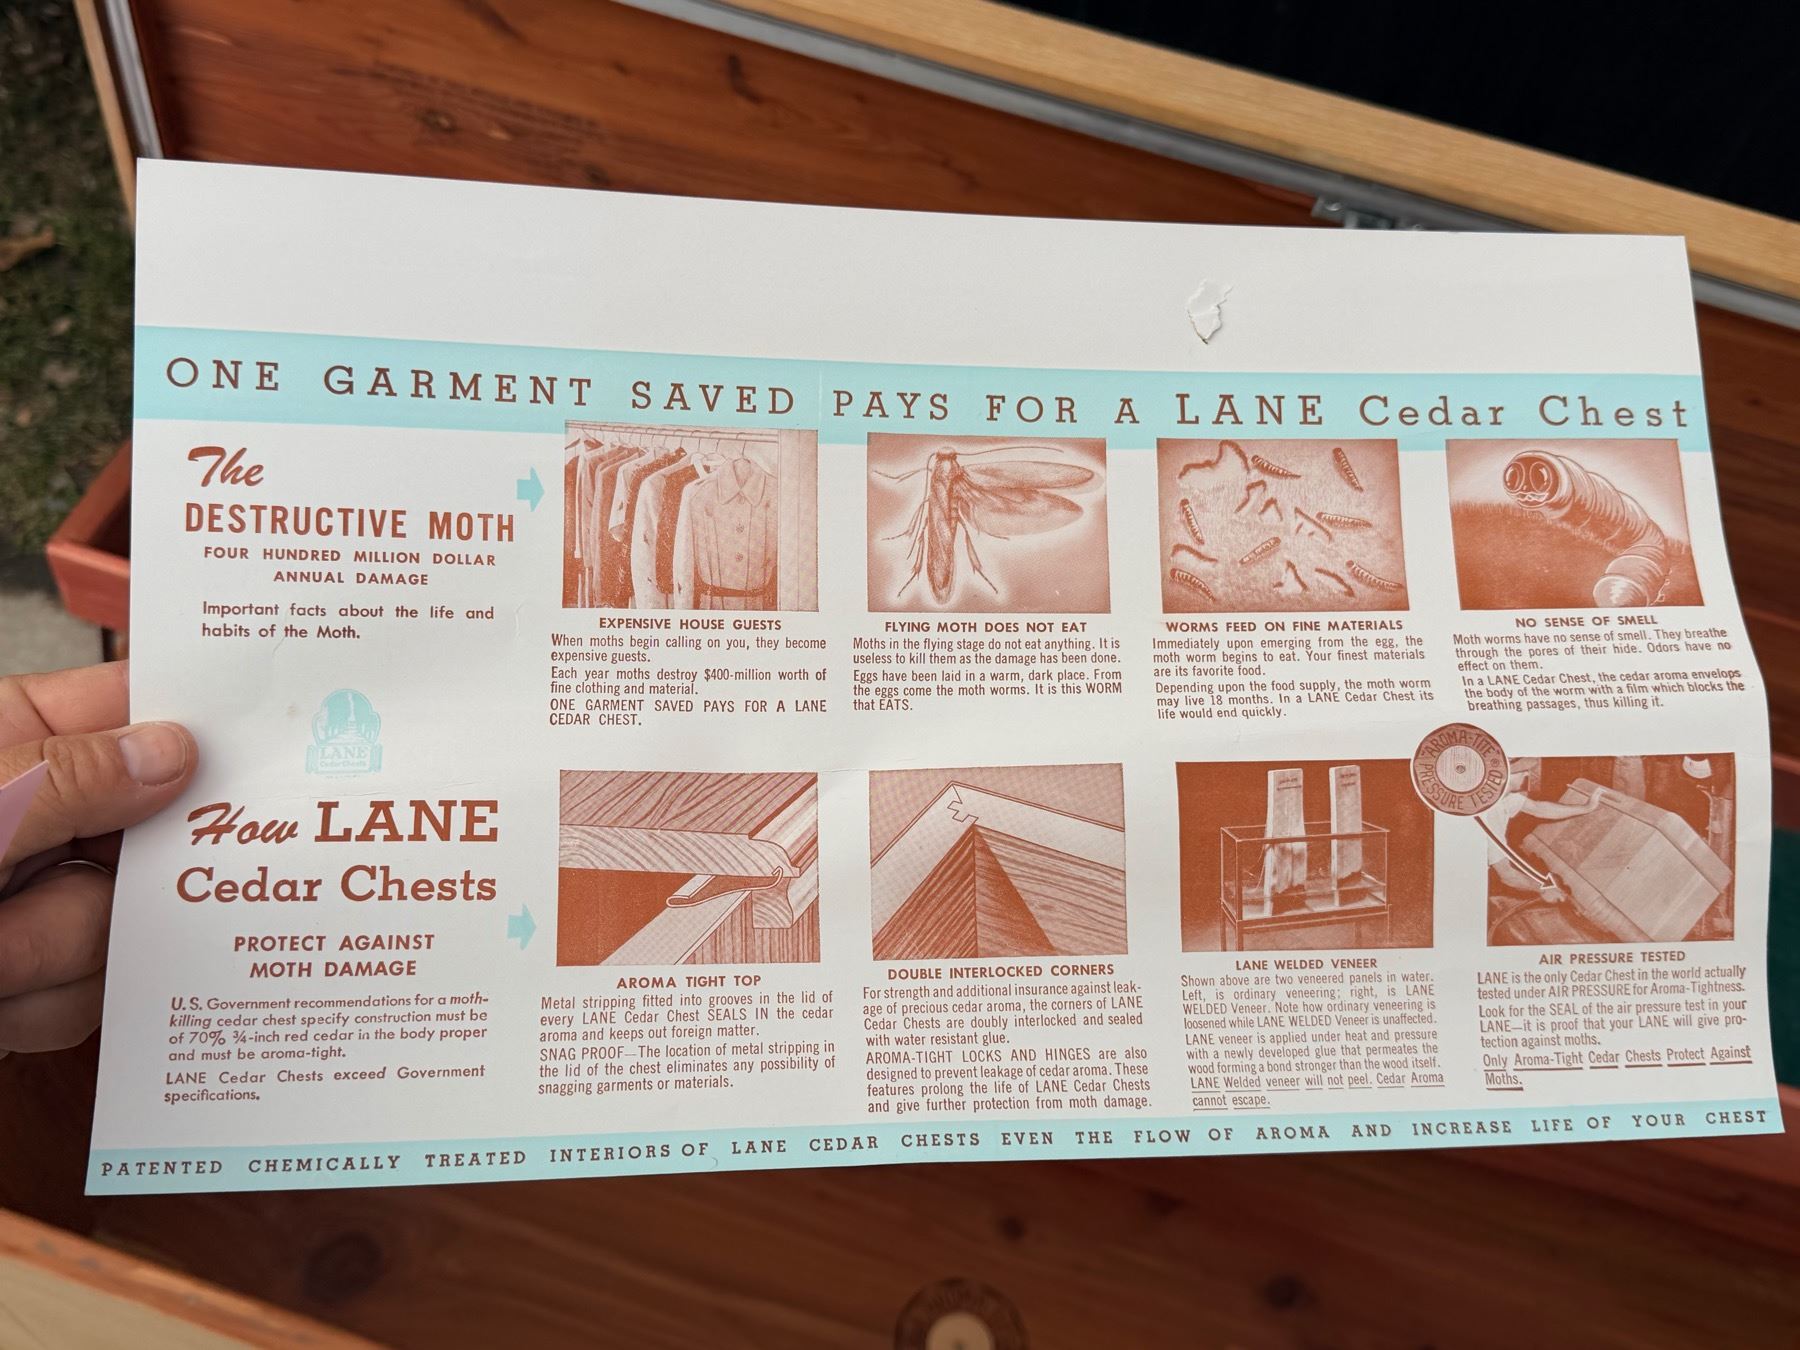 ONE GARMENT SAVED PAYS FOR A LANE Cedar Chest
The
DESTRUCTIVE MOTH
FOUR HUNDRED MILLION DOLLAR
ANNUAL DAMAGE
Important facts about the life and
habits of the Moth.
EXPENSIVE HOUSE GUESTS
When moths begin calling on you, they become
expensive guests.
Each year moths destroy $400-million worth of
fine clothing and material.
ONE GARMENT SAVED PAYS FOR A LANE
CEDAR CHEST.
FLYING MOTH DOES NOT EAT
Moths in the flying stage do not eat anything. It is
useless to kill them as the damage has been done.
Eggs have been laid in a warm, dark place. From
the eggs come the moth worms. It is this WORM
that EATS.
WORMS FEED ON FINE MATERIALS
Immediately upon emerging from the egg, the
moth worm begins to eat. Your finest materials
are its favorite food.
Depending upon the food supply, the moth worm
may live 18 months. In a LANE Cedar Chest its
life would end quickly.
NO SENSE OF SMELL
Moth worms have no sense of smell. They breathe
through the pores of their hide. Odors have no
effect on them.
In a LANE Cedar Chest, the cedar aroma envelops
the body of the worm with a film which blocks the
breathing passages, thus killing it.
LANE
Cedar Chests
How LANE
Cedar Chests
PROTECT AGAINST
MOTH DAMAGE
U.S. Government recommendations for a moth-
killing cedar chest specify construction must be
of 70% ¾-inch red cedar in the body proper
and must be aroma-tight.
LANE Cedar Chests exceed Government
specifications.
AROMA TIGHT TOP
Metal stripping fitted into grooves in the lid of
every LANE Cedar Chest SEALS IN the cedar
aroma and keeps out foreign matter.
SNAG PROOF—The location of metal stripping in
the lid of the chest eliminates any possibility of
snagging garments or materials.
DOUBLE INTERLOCKED CORNERS
For strength and additional insurance against leak-
age of precious cedar aroma, the corners of LANE
Cedar Chests are doubly interlocked and sealed
with water resistant glue.
AROMA-TIGHT LOCKS AND HINGES are also
designed to prevent leakage of cedar aroma. These
features prolong the life of LANE Cedar Chests
and give further protection from moth damage.
LANE WELDED VENEER
Shown above are two veneered panels in water.
Left, is ordinary veneering; right, is LANE
WELDED Veneer. Note how ordinary veneering is
loosened while LANE WELDED Veneer is unaffected.
LANE veneer is applied under heat and pressure
with a newly developed glue that permeates the
wood forming a bond stronger than the wood itself.
LANE Welded veneer will not peel. Cedar Aroma
cannot escape.
"AROMA-TITE"®
PRESSURE TESTED
AIR PRESSURE TESTED
LANE is the only Cedar Chest in the world actually
tested under AIR PRESSURE for Aroma-Tightness.
Look for the SEAL of the air pressure test in your
LANE—it is proof that your LANE will give pro-
tection against moths.
Only Aroma-Tight Cedar Chests Protect Against
Moths.
PATENTED CHEMICALLY TREATED INTERIORS OF LANE CEDAR CHESTS EVEN THE FLOW OF AROMA AND INCREASE LIFE OF YOUR CHEST